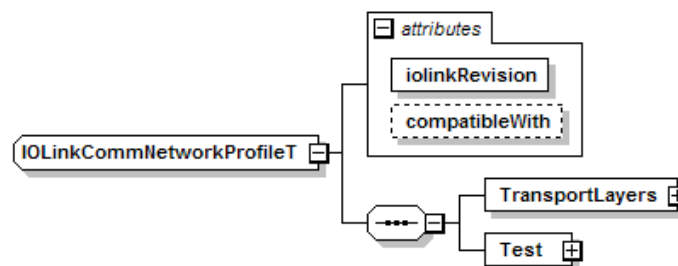 attributes
iolinkRevision
compatibleWith
IOLinkCommNetworkProfileT
TransportLayers
Test